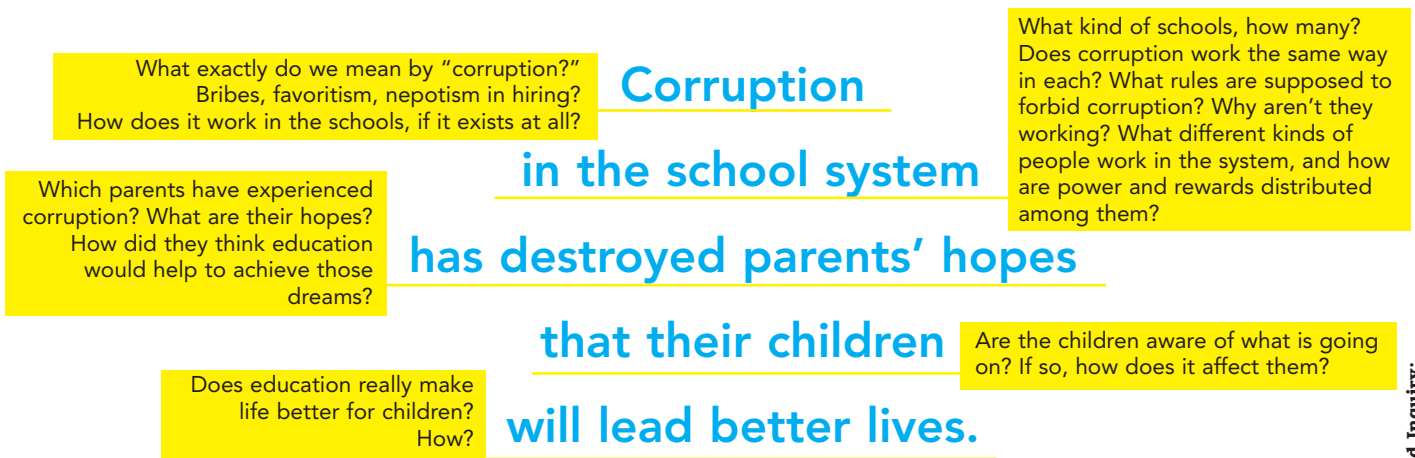 What exactly do we mean by “corruption?”
Bribes, favoritism, nepotism in hiring?
How does it work in the schools, if it exists at all?
Corruption
What kind of schools, how many?
Does corruption work the same way
in each? What rules are supposed to
forbid corruption? Why aren’t they
working? What different kinds of
people work in the system, and how
are power and rewards distributed
among them?
in the school system
Which parents have experienced
corruption? What are their hopes?
How did they think education
would help to achieve those
dreams?
has destroyed parents’ hopes
that their children
Are the children aware of what is going
on? If so, how does it affect them?
Does education really make
life better for children?
How?
will lead better lives.
d Inquiry: